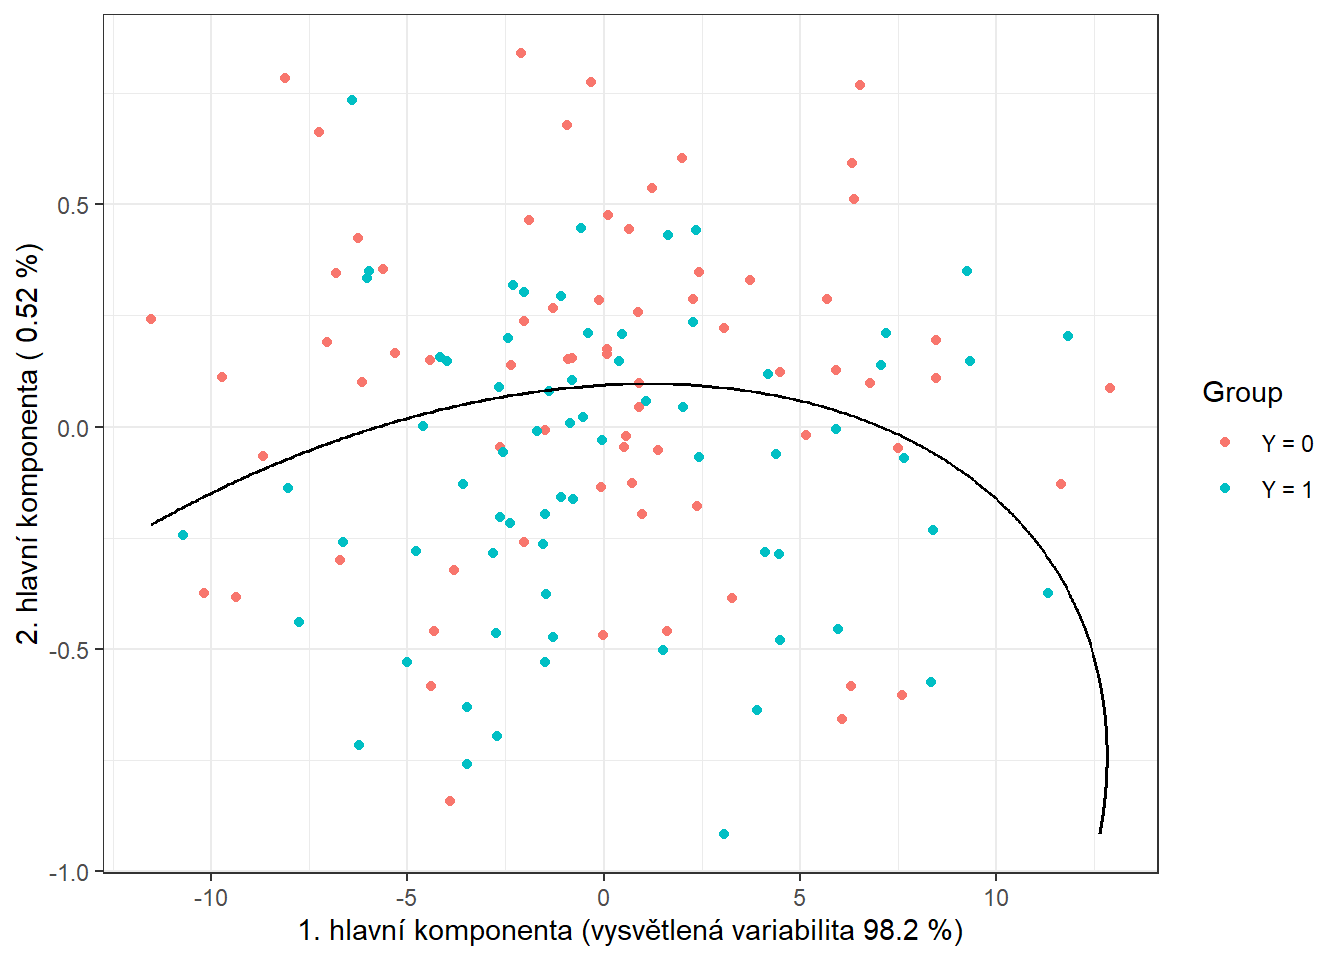 2. hlavní komponenta ( 0.52 %)
0.5
0.0
-0.5
-1.0
-10
-5
0
5
10
1. hlavní komponenta (vysvětlená variabilita 98.2 %)
Group
Y = 0
Y = 1